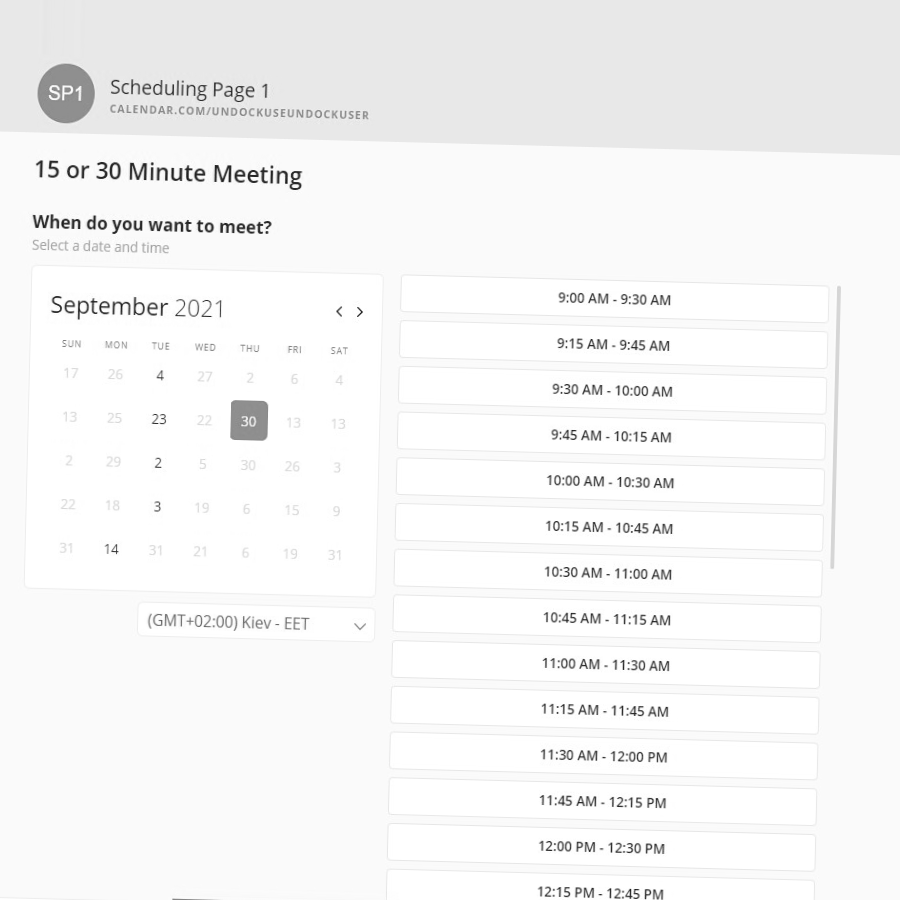 SP1
Scheduling Page 1
CALENDAR.COM/UNDOCKUSEUNDOCKUSER
15 or 30 Minute Meeting
When do you want to meet?
Select a date and time
September 2021
SUN MON TUE WED THU FRI SAT
17 26 4 27 2 6 4
13 25 23 22 30 13 13
2 29 2 5 30 26 3
22 18 3 19 6 15 9
31 14 31 21 6 19 31
(GMT+02:00) Kiev - EET
9:00 AM - 9:30 AM
9:15 AM - 9:45 AM
9:30 AM - 10:00 AM
9:45 AM - 10:15 AM
10:00 AM - 10:30 AM
10:15 AM - 10:45 AM
10:30 AM - 11:00 AM
10:45 AM - 11:15 AM
11:00 AM - 11:30 AM
11:15 AM - 11:45 AM
11:30 AM - 12:00 PM
11:45 AM - 12:15 PM
12:00 PM - 12:30 PM
12:15 PM - 12:45 PM